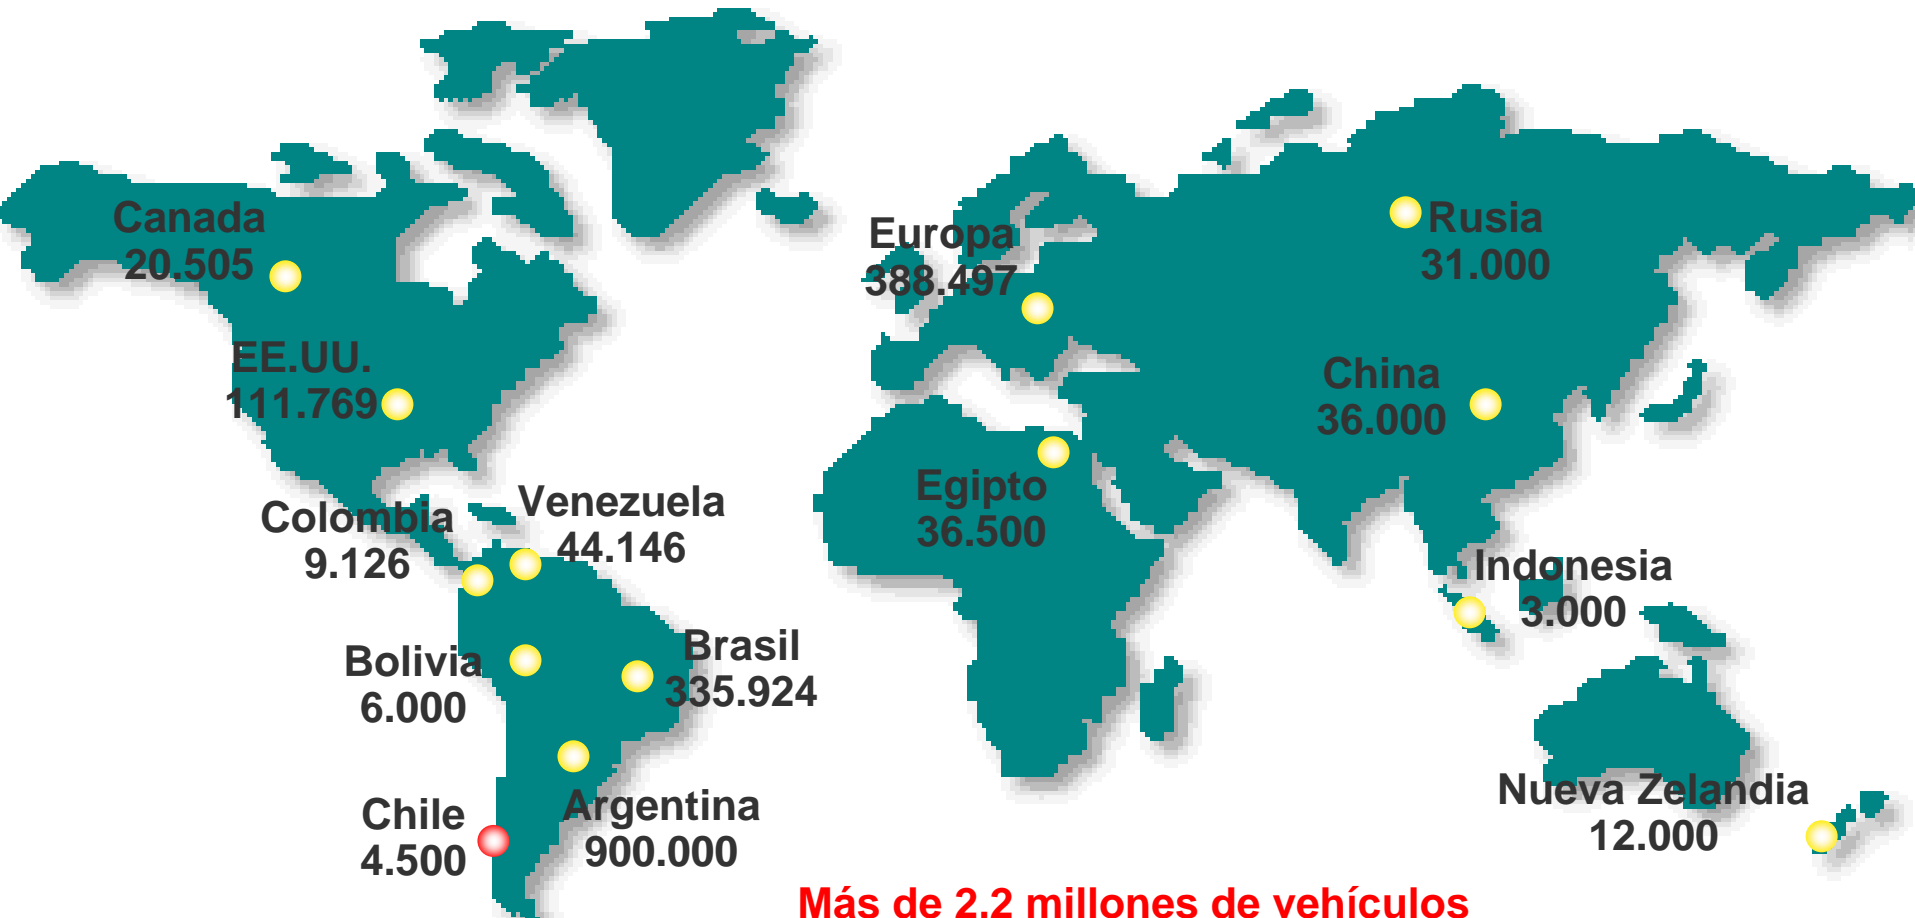 Canada
20.505
EE.UU.
111.769
Colombia
9.126
Venezuela
44.146
Bolivia
6.000
Brasil
335.924
Chile
4.500
Argentina
900.000
Europa
388.497
Egipto
36.500
Rusia
31.000
China
36.000
Indonesia
3.000
Nueva Zelandia
12.000
Más de 2.2 millones de vehículos